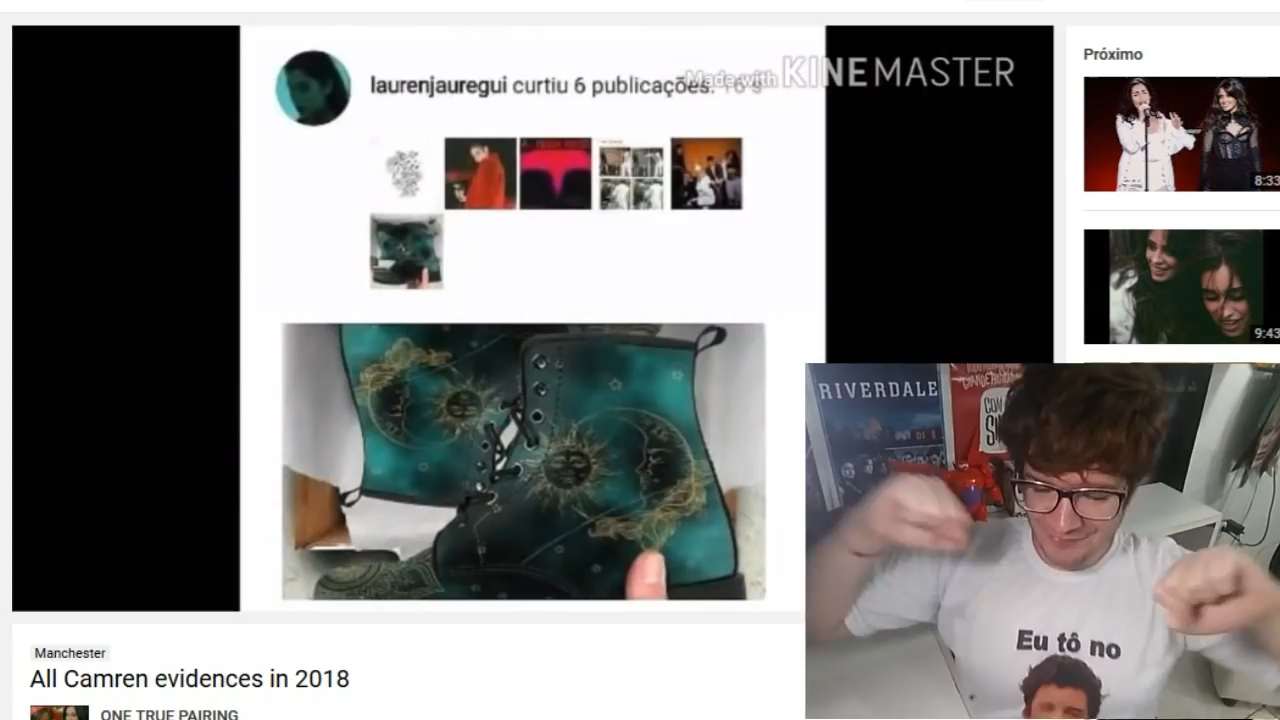 Próximo
laurenjauregui curtiu 6 publicações.
Made with KINEMASTER
8:33
9:43
RIVERDALE
COM
Eu tô no
Manchester
All Camren evidences in 2018
ONE TRUE PAIRING